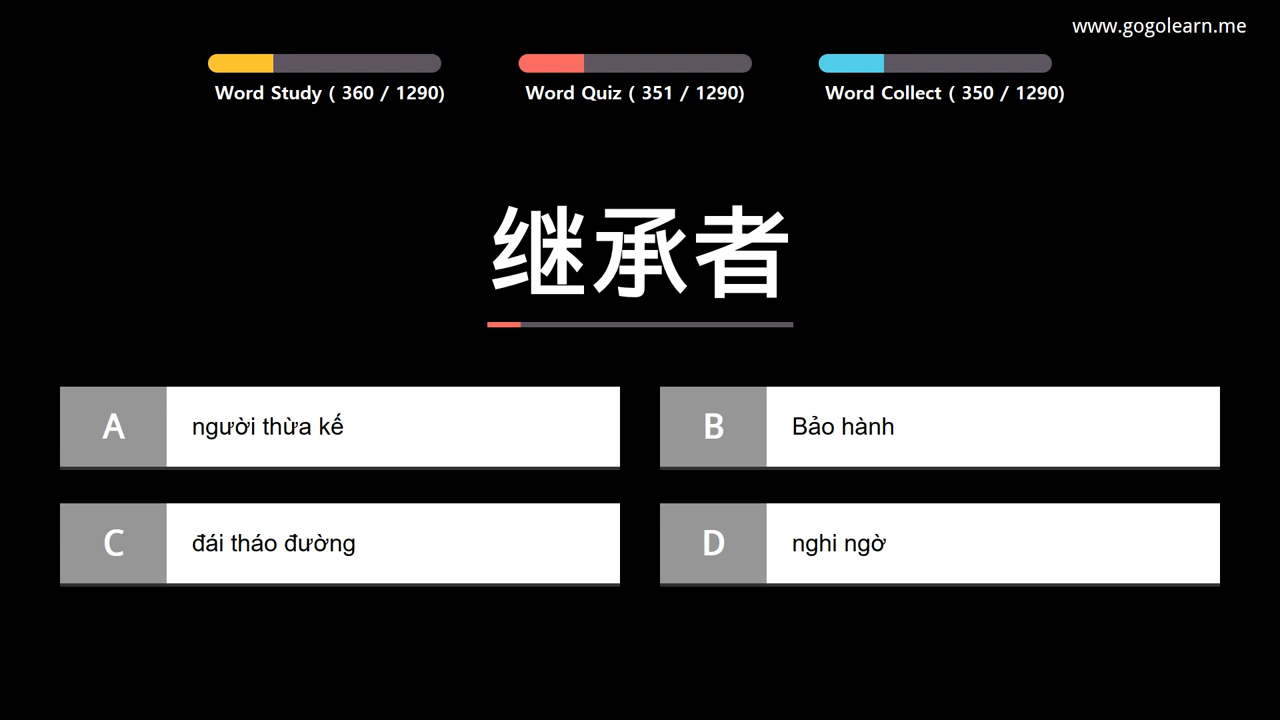 www.gogolearn.me
Word Study ( 360 / 1290)
Word Quiz ( 351 / 1290)
Word Collect ( 350 / 1290)
继承者
A người thừa kế
B Bảo hành
C đái tháo đường
D nghi ngờ